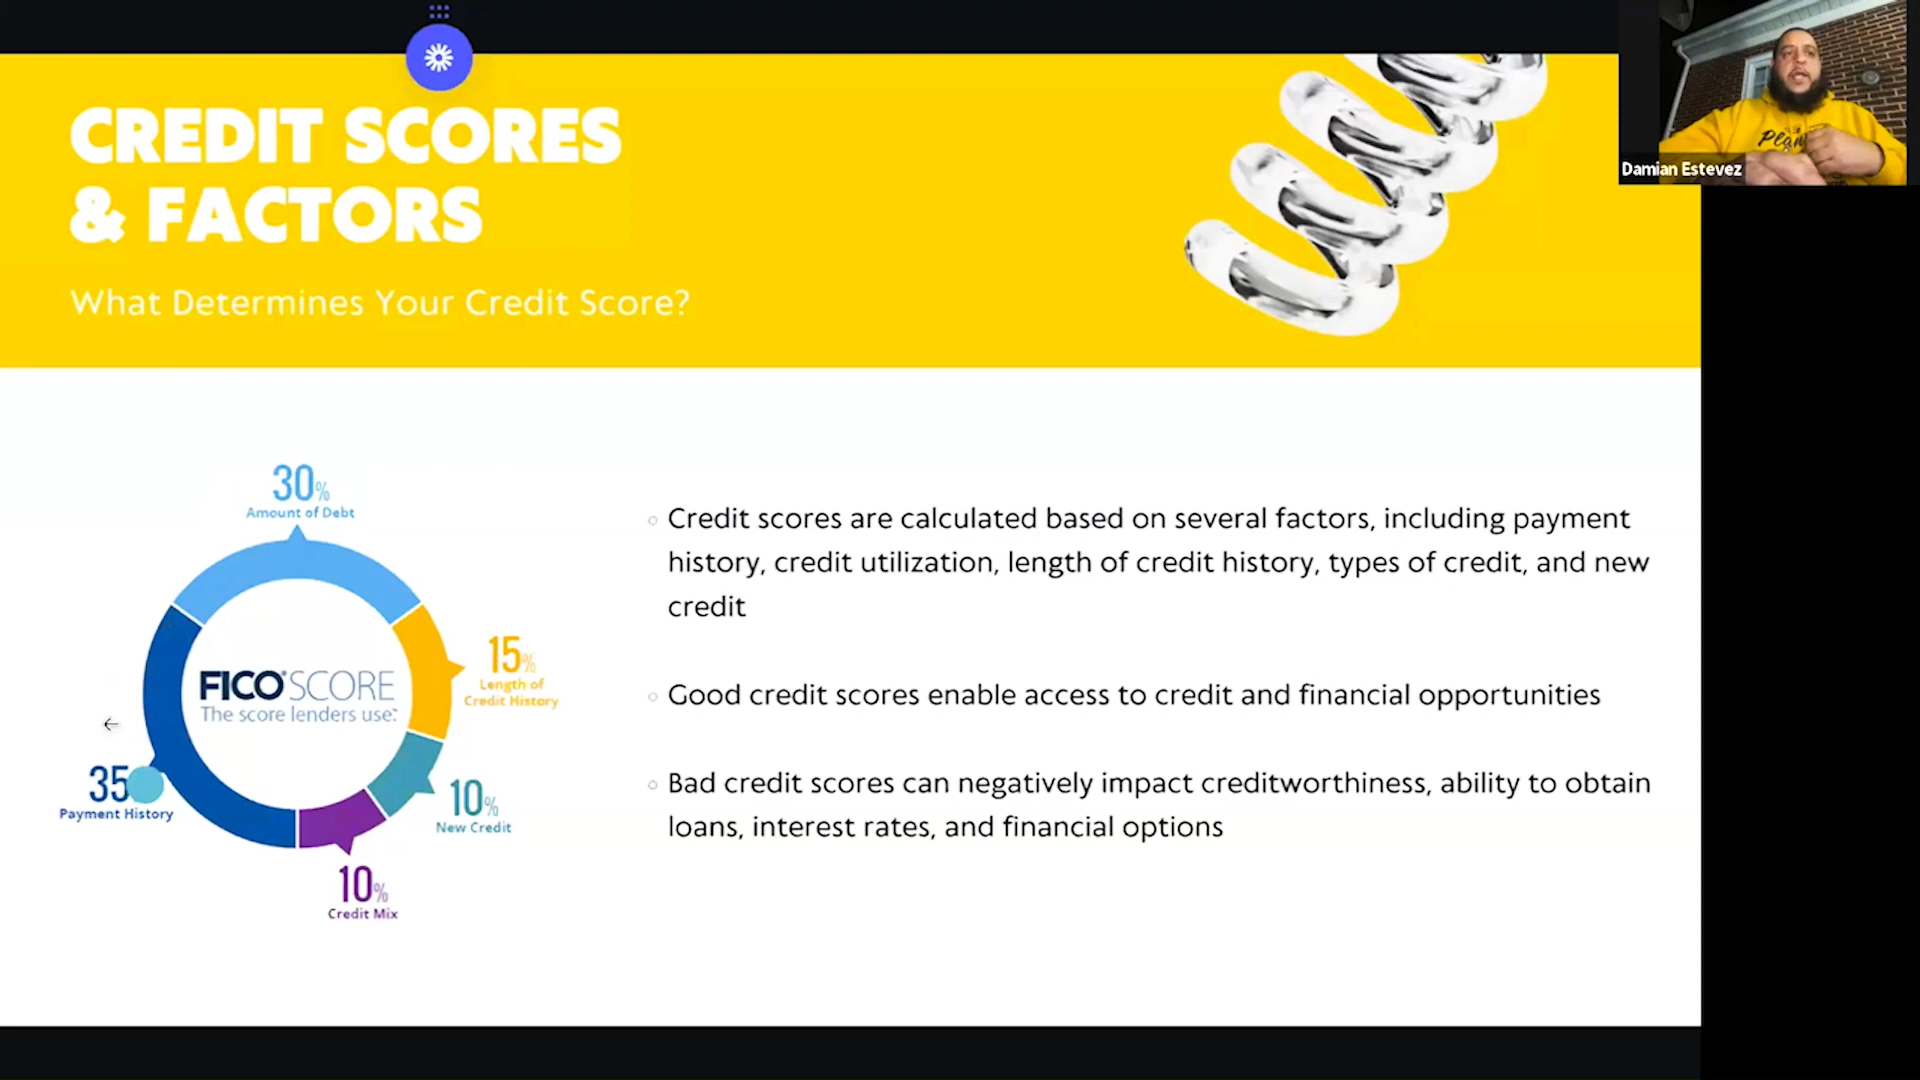 CREDIT SCORES
& FACTORS
What Determines Your Credit Score?
Damian Estevez
30%
Amount of Debt
15%
Length of
Credit History
FICO® SCORE
The score lenders use.™
35
Payment History
10%
New Credit
10%
Credit Mix
Credit scores are calculated based on several factors, including payment
history, credit utilization, length of credit history, types of credit, and new
credit
Good credit scores enable access to credit and financial opportunities
Bad credit scores can negatively impact creditworthiness, ability to obtain
loans, interest rates, and financial options